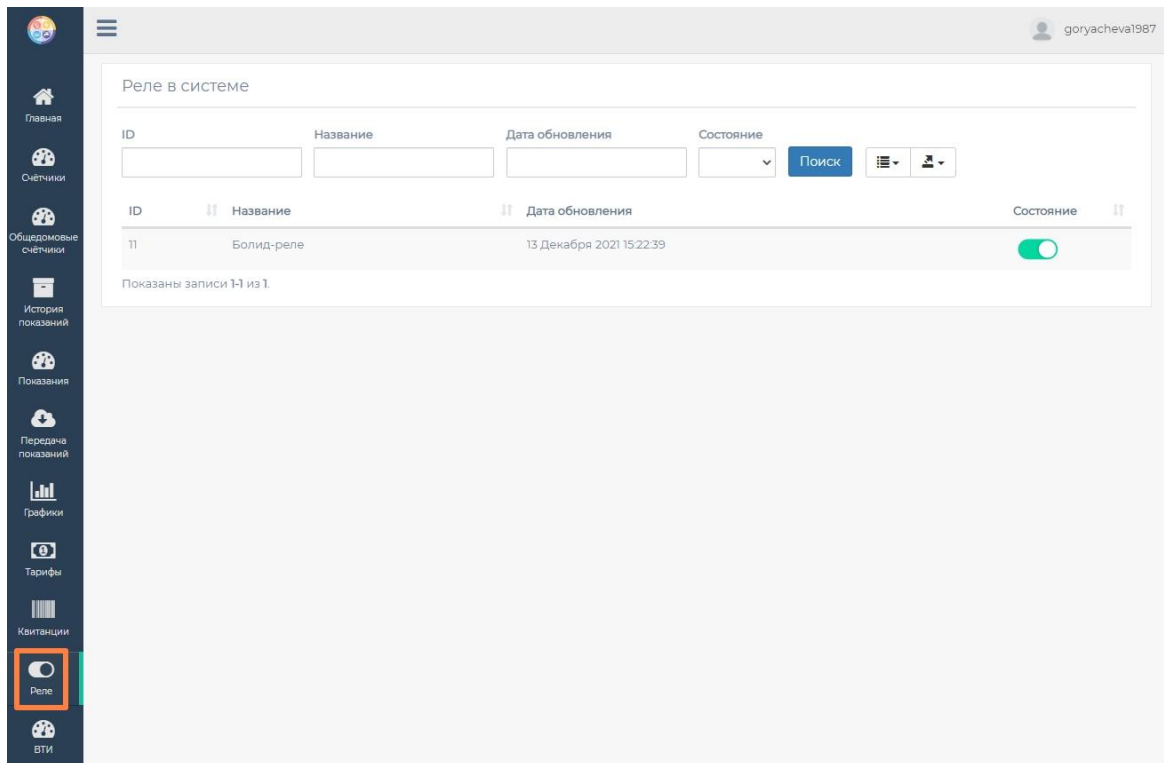 goryacheva1987
Главная
Счётчики
Общедомовые
счётчики
История
показаний
Показания
Передача
показаний
Графики
Тарифы
Квитанции
Реле
ВТИ
Реле в системе
ID Название Дата обновления Состояние
Поиск
ID Название Дата обновления Состояние
11 Болид-реле 13 Декабря 2021 15:22:39
Показаны записи 1-1 из 1.